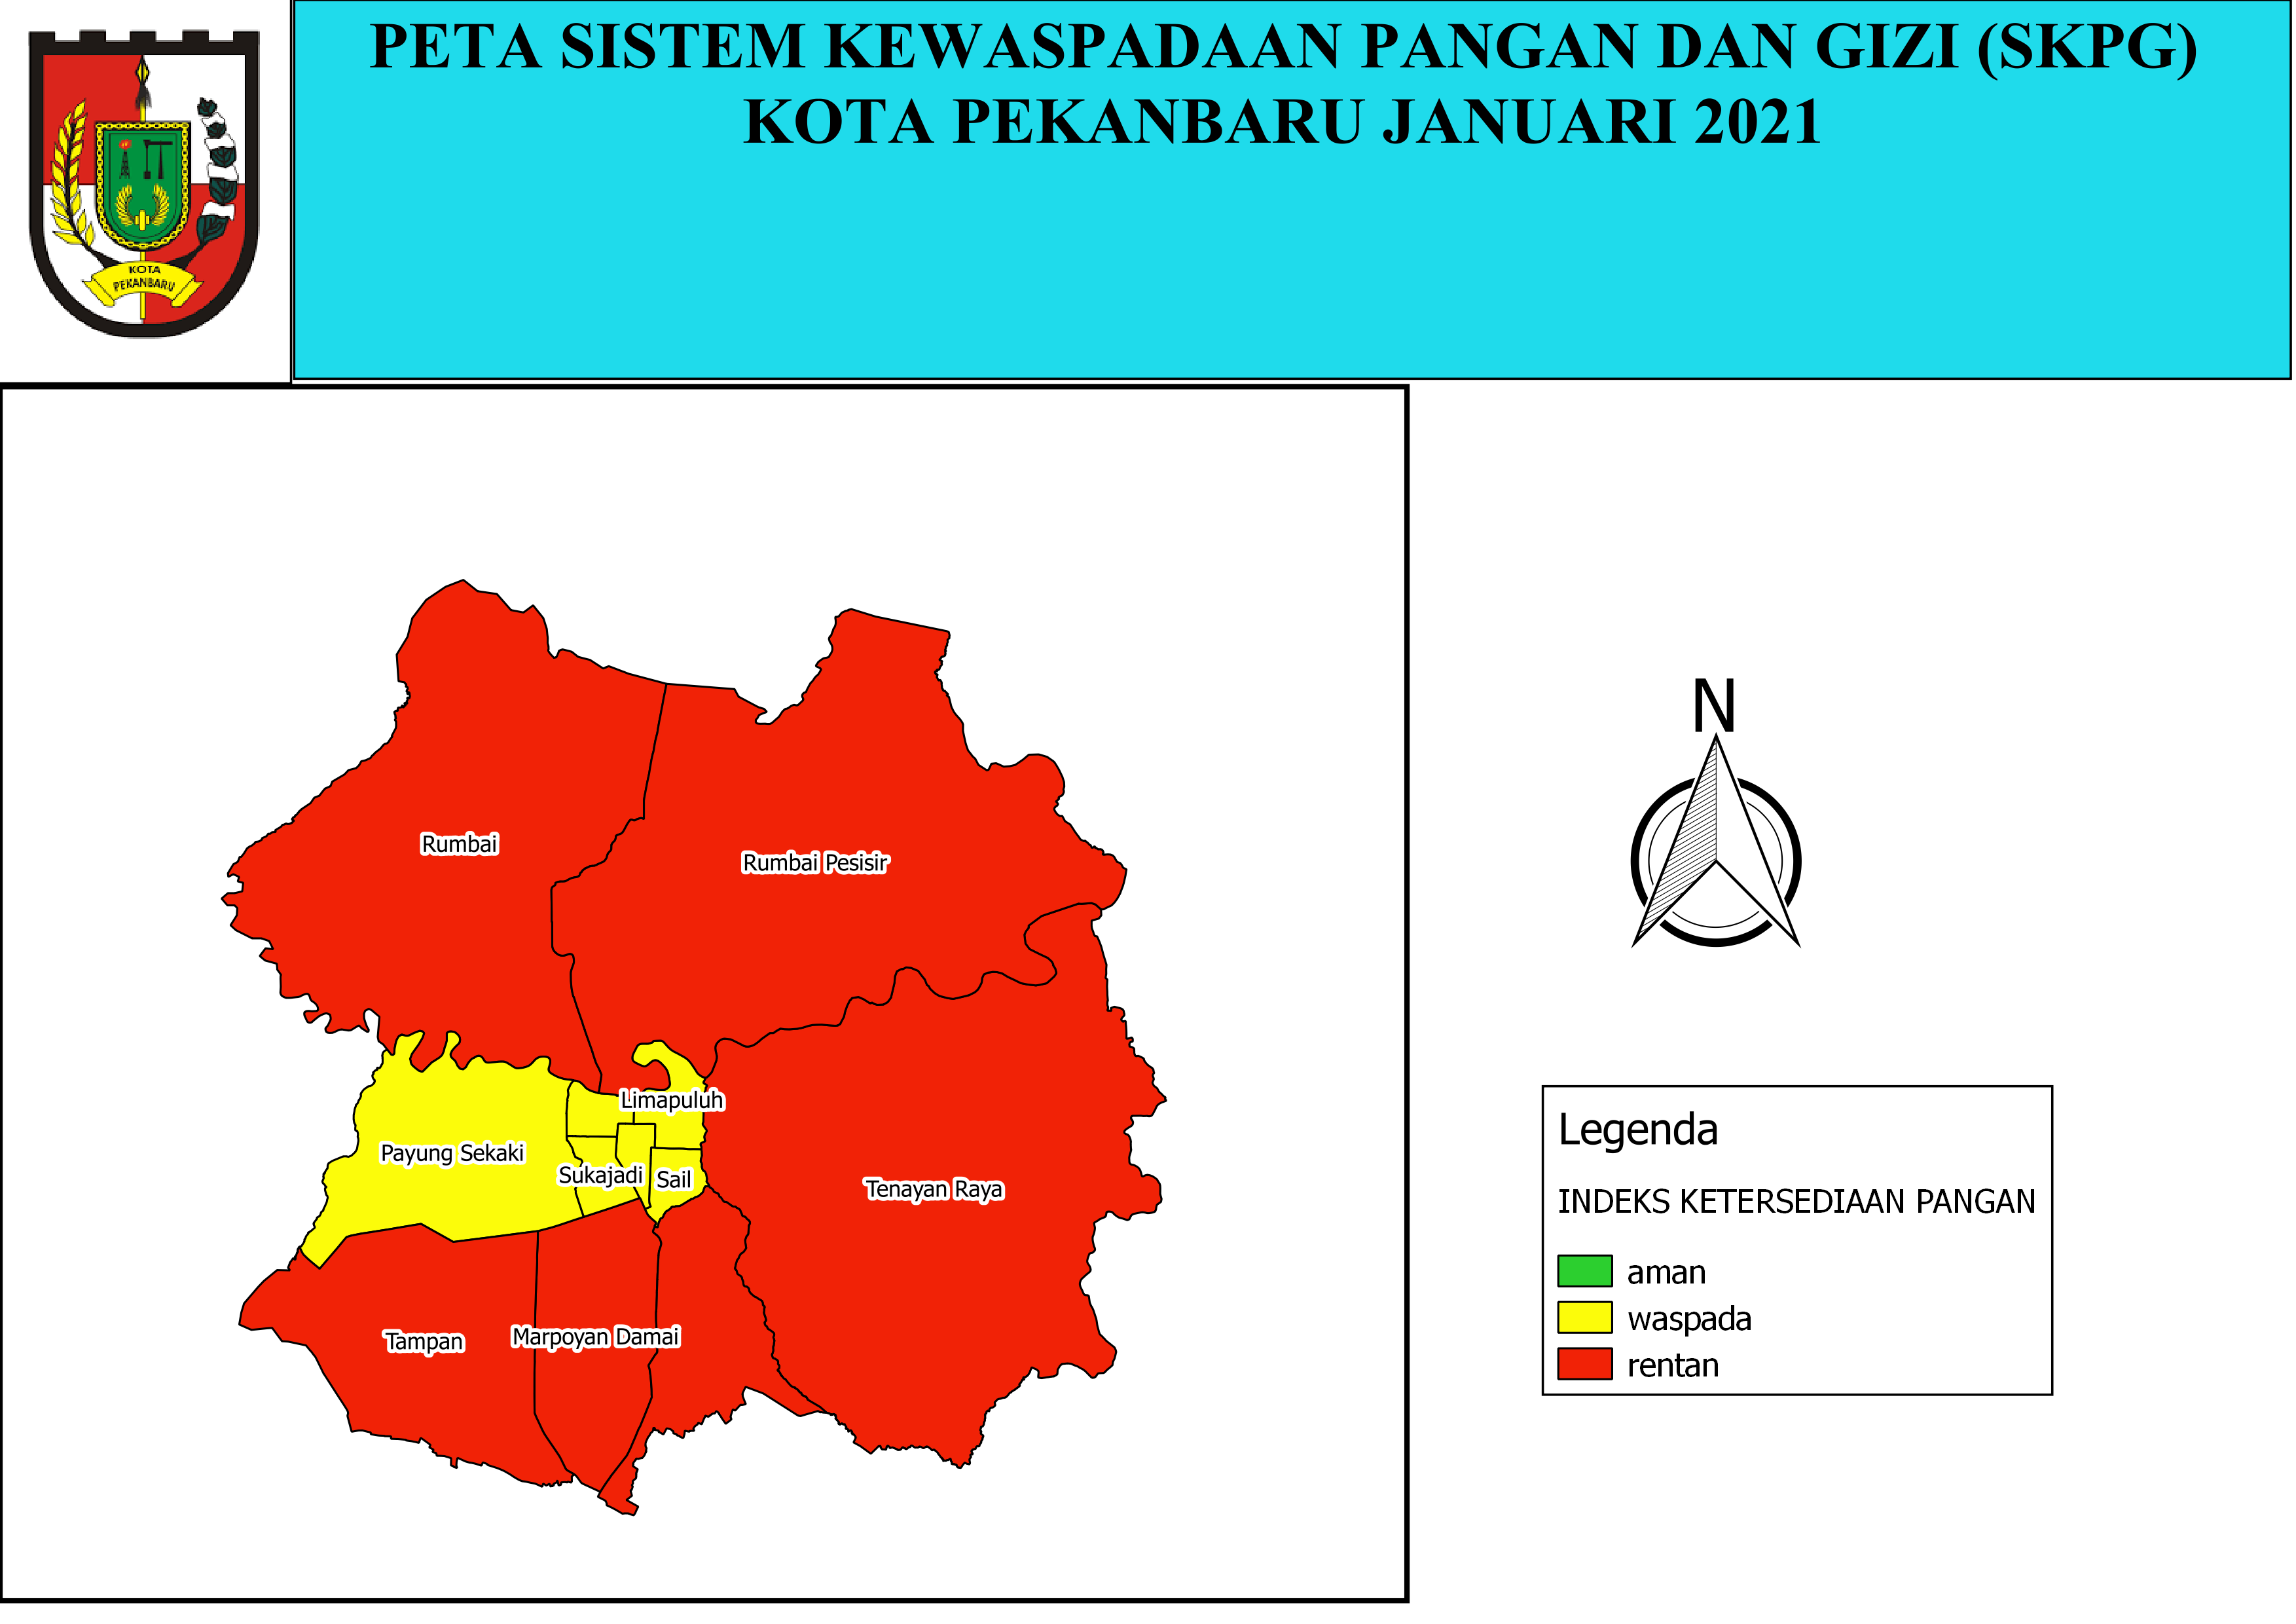 PETA SISTEM KEWASPADAAN PANGAN DAN GIZI (SKPG)
KOTA PEKANBARU JANUARI 2021
KOTA
PEKANBARU
N
Rumbai
Rumbai Pesisir
Limapuluh
Payung Sekaki
Sukajadi
Sail
Tenayan Raya
Tampan
Marpoyan Damai
Legenda
INDEKS KETERSEDIAAN PANGAN
aman
waspada
rentan